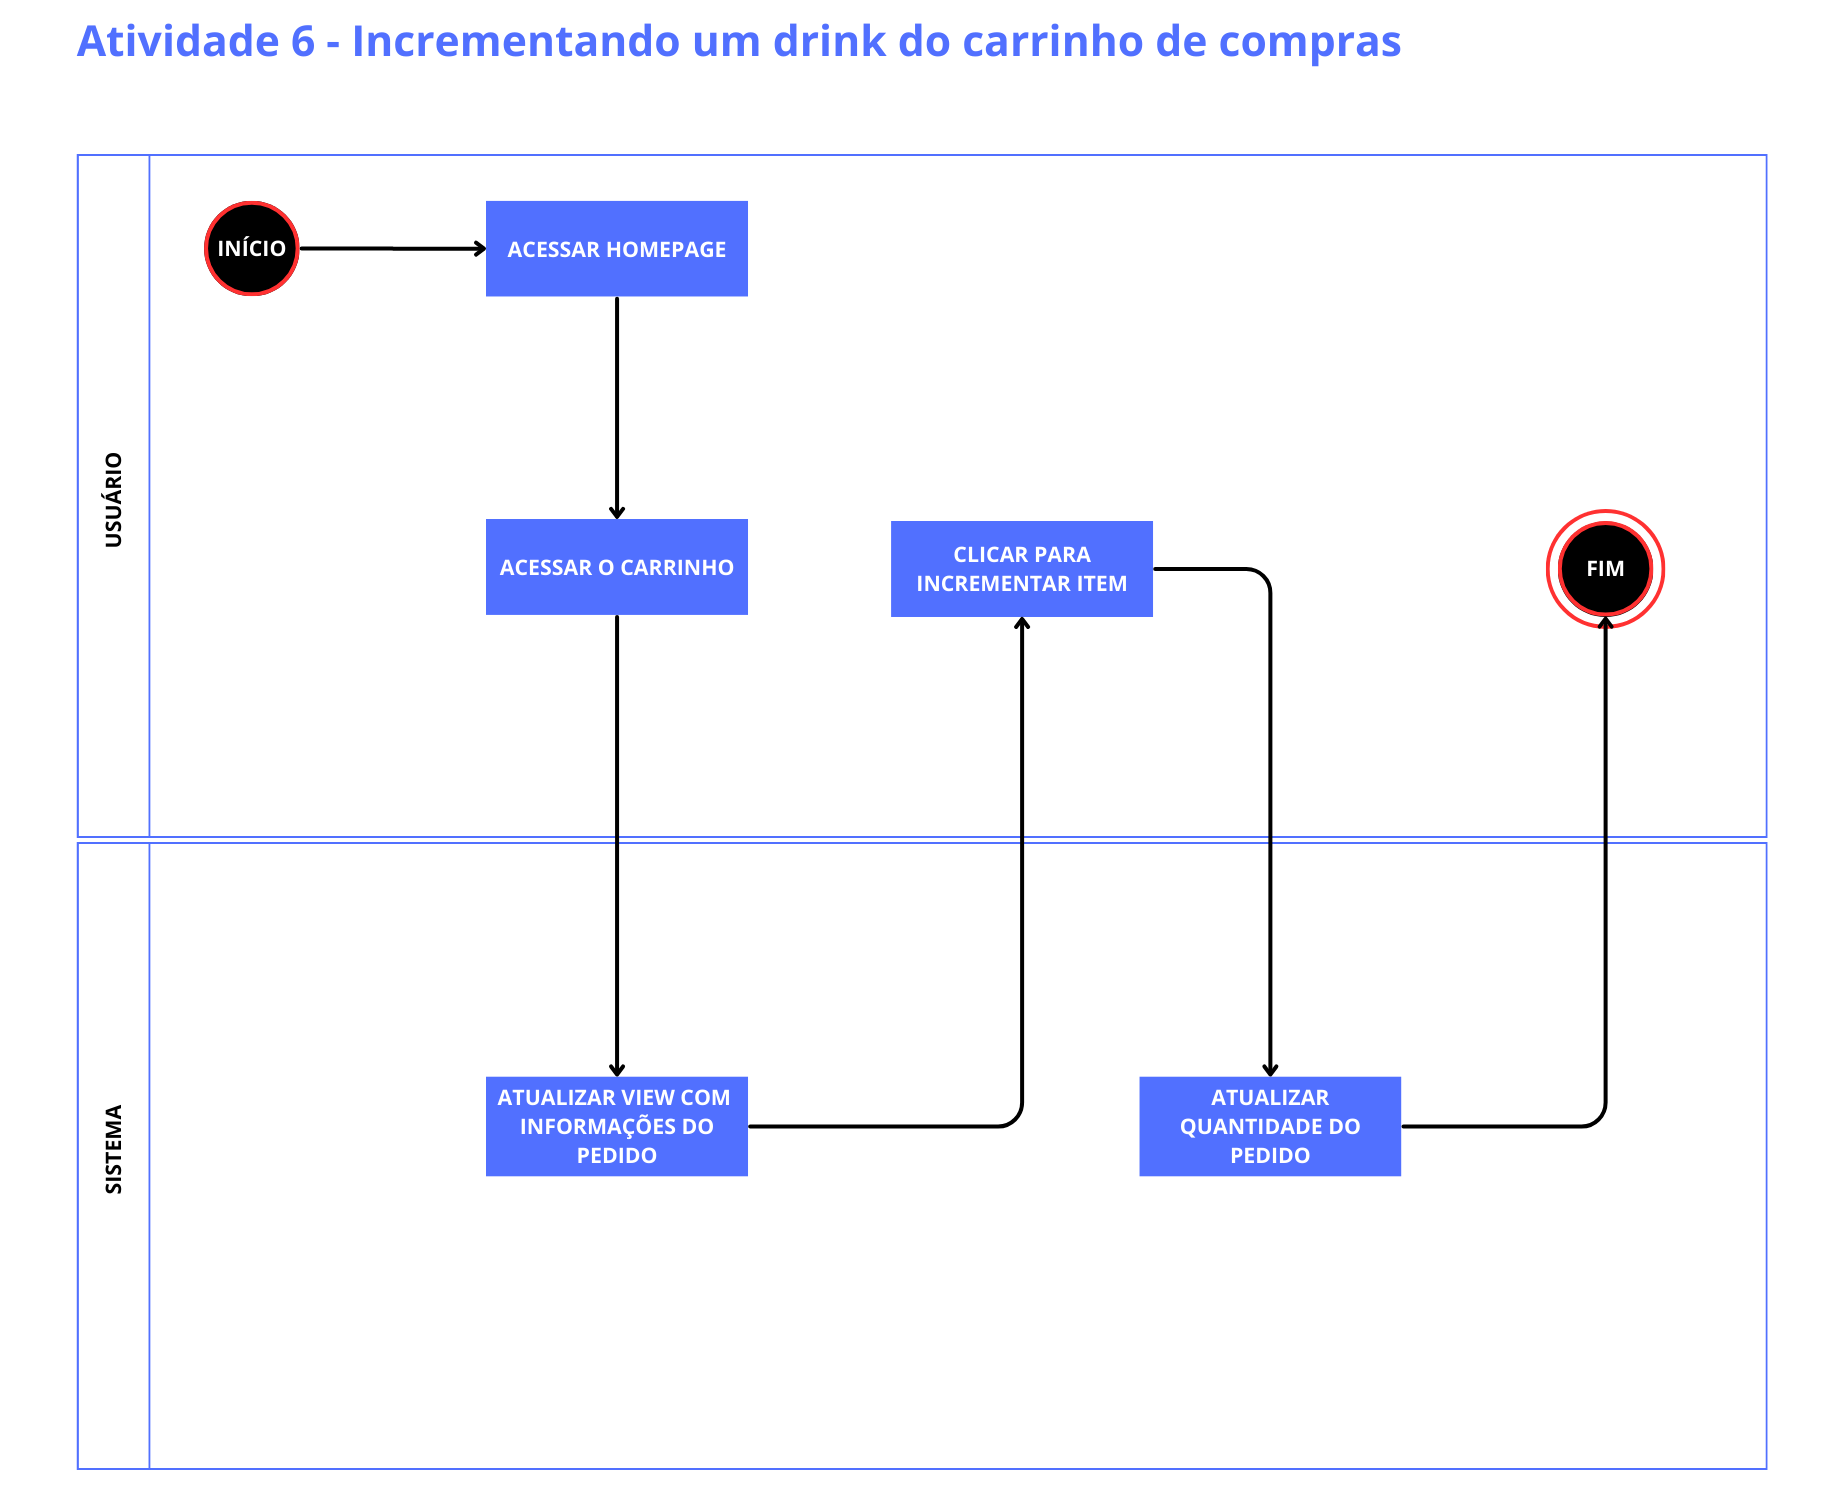 Atividade 6 - Incrementando um drink do carrinho de compras
USUÁRIO
INÍCIO
ACESSAR HOMEPAGE
ACESSAR O CARRINHO
CLICAR PARA
INCREMENTAR ITEM
FIM
SISTEMA
ATUALIZAR VIEW COM
INFORMAÇÕES DO
PEDIDO
ATUALIZAR
QUANTIDADE DO
PEDIDO